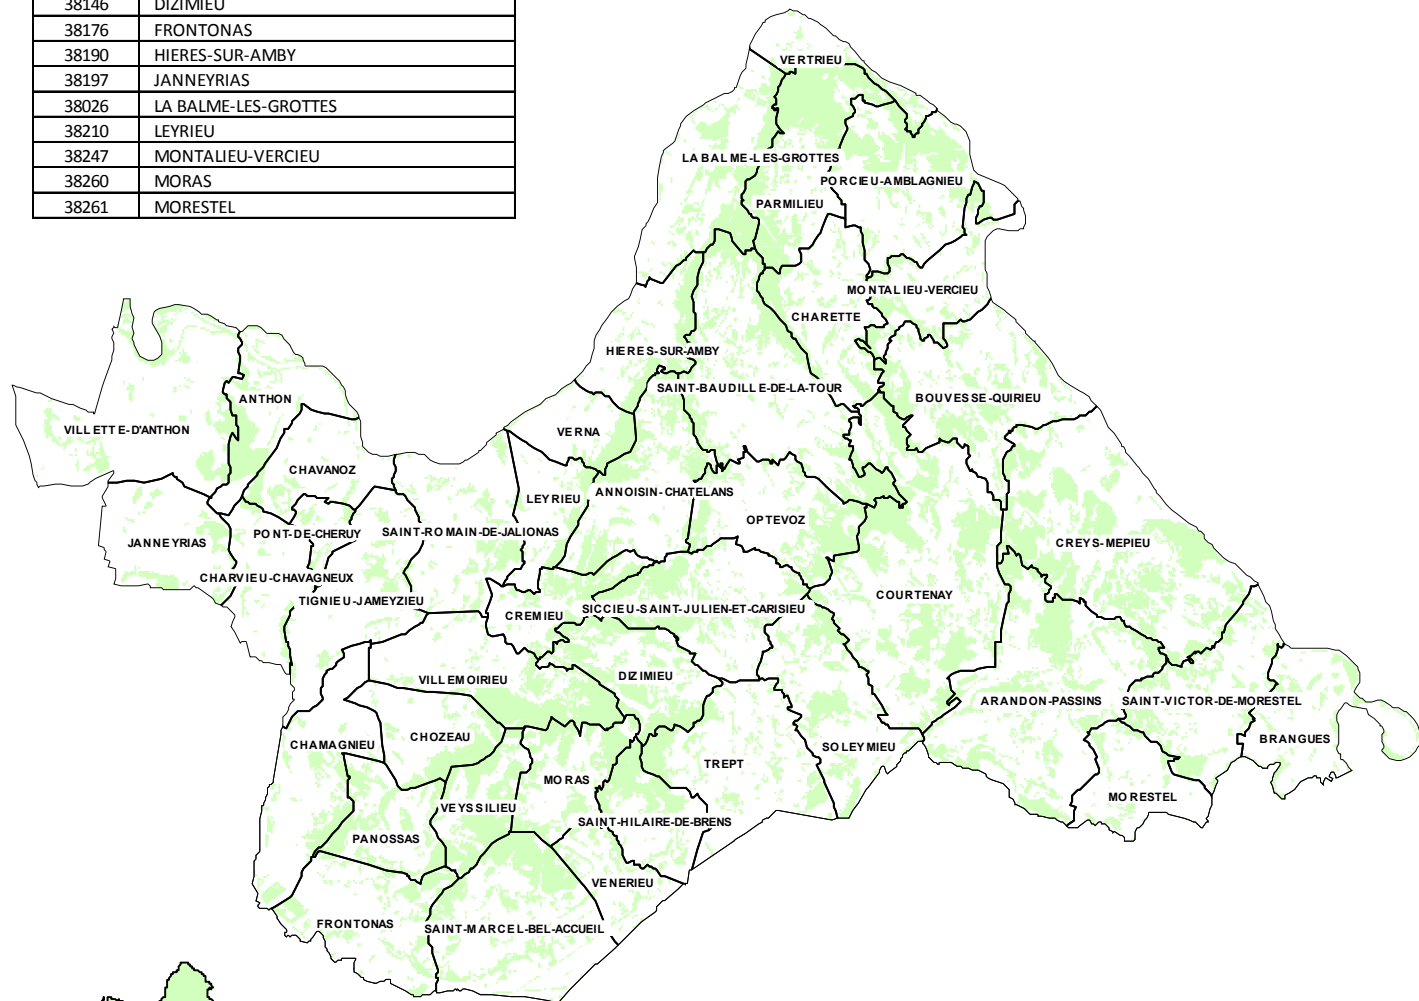 38146 DIZIMIEU
38176 FRONTONAS
38190 HIERES-SUR-AMBY
38197 JANNEYRIAS
38026 LA BALME-LES-GROTTES
38210 LEYRIEU
38247 MONTALIEU-VERCIEU
38260 MORAS
38261 MORESTEL
VERTRIEU
LA BALME-LES-GROTTES
PORCIEU-AMBLAGNIEU
PARMILIEU
MONTALIEU-VERCIEU
CHARETTE
HIERES-SUR-AMBY
SAINT-BAUDILLE-DE-LA-TOUR
BOUVESSE-QUIRIEU
ANTHON
VILLETTE-D'ANTHON
VERNA
CHAVANOZ
LEYRIEU
ANNOISIN-CHATELANS
OPTEVOZ
PONT-DE-CHERUY
SAINT-ROMAIN-DE-JALIONAS
JANNEYRIAS
CREYS-MEPIEU
CHARVIEU-CHAVAGNEUX
TIGNIEU-JAMEYZIEU
COURTENAY
CREMIEU
SICCIEU-SAINT-JULIEN-ET-CARISIEU
VILLEMOIRIEU
DIZIMIEU
ARANDON-PASSINS
SAINT-VICTOR-DE-MORESTEL
CHAMAGNIEU
CHOZEAU
SOLEYMIEU
BRANGUES
TREPT
MORAS
MORESTEL
VEYSSILIEU
SAINT-HILAIRE-DE-BRENS
PANOSSAS
VENERIEU
FRONTONAS
SAINT-MARCEL-BEL-ACCUEIL